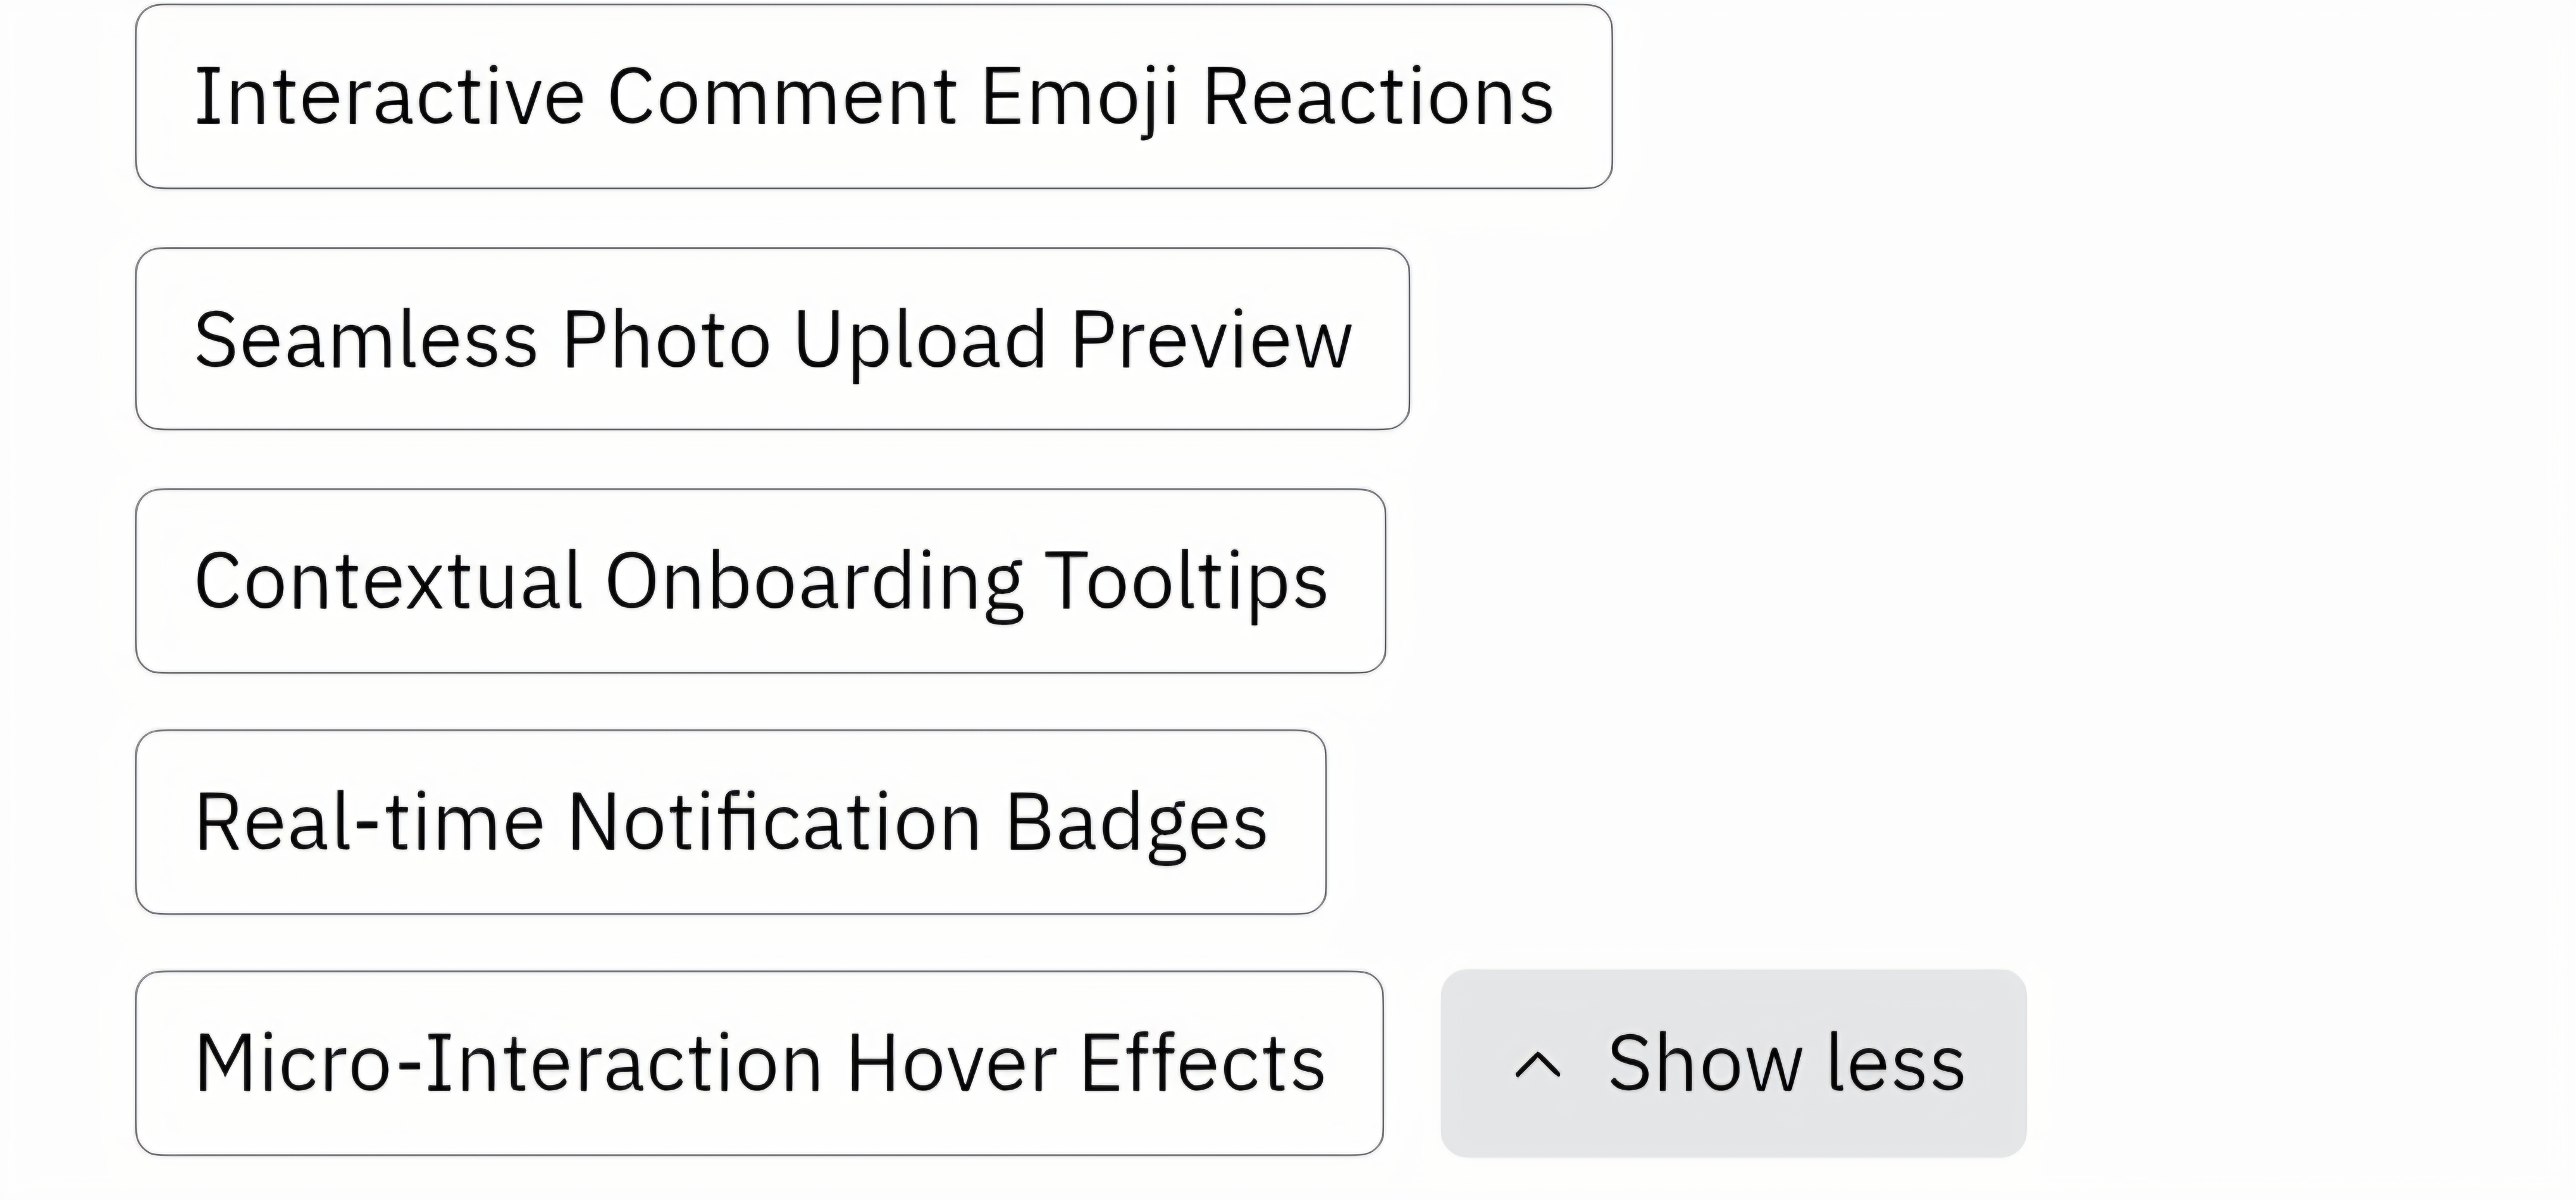 Interactive Comment Emoji Reactions
Seamless Photo Upload Preview
Contextual Onboarding Tooltips
Real-time Notification Badges
Micro-Interaction Hover Effects
Show less